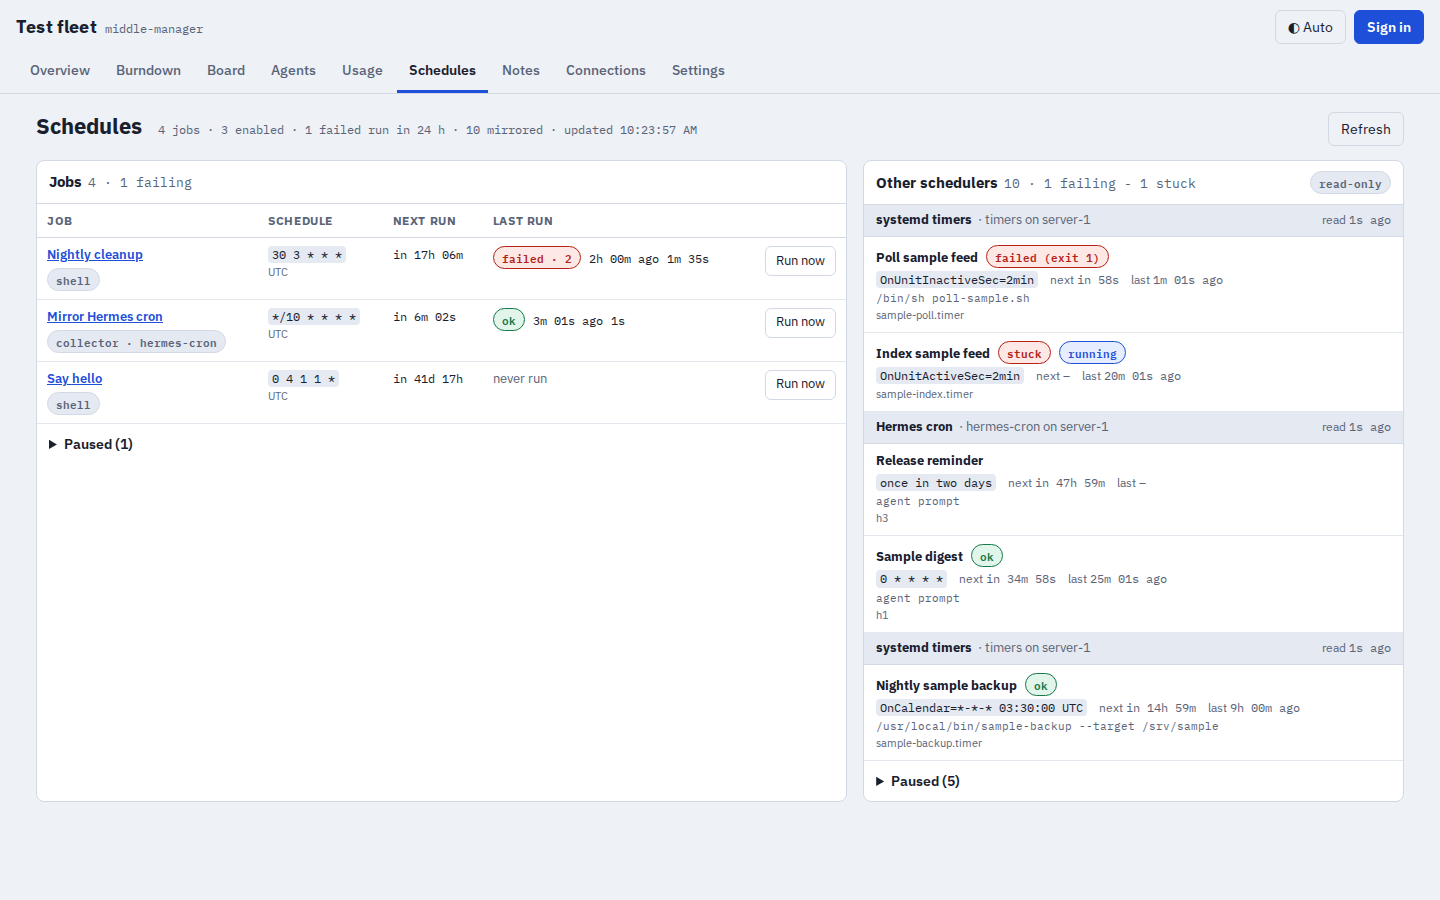 Test fleet middle-manager
◐ Auto
Sign in
Overview Burndown Board Agents Usage Schedules Notes Connections Settings
Schedules 4 jobs · 3 enabled · 1 failed run in 24 h · 10 mirrored · updated 10:23:57 AM
Refresh
Jobs 4 · 1 failing
JOB SCHEDULE NEXT RUN LAST RUN
Nightly cleanup 30 3 * * * in 17h 06m failed · 2 2h 00m ago 1m 35s Run now
shell UTC
Mirror Hermes cron */10 * * * * in 6m 02s ok 3m 01s ago 1s Run now
collector · hermes-cron UTC
Say hello 0 4 1 1 * in 41d 17h never run Run now
shell UTC
▶ Paused (1)
Other schedulers 10 · 1 failing - 1 stuck read-only
systemd timers · timers on server-1 read 1s ago
Poll sample feed failed (exit 1)
OnUnitInactiveSec=2min next in 58s last 1m 01s ago
/bin/sh poll-sample.sh
sample-poll.timer
Index sample feed stuck running
OnUnitActiveSec=2min next – last 20m 01s ago
sample-index.timer
Hermes cron · hermes-cron on server-1 read 1s ago
Release reminder
once in two days next in 47h 59m last –
agent prompt
h3
Sample digest ok
0 * * * * next in 34m 58s last 25m 01s ago
agent prompt
h1
systemd timers · timers on server-1 read 1s ago
Nightly sample backup ok
OnCalendar=*-*-* 03:30:00 UTC next in 14h 59m last 9h 00m ago
/usr/local/bin/sample-backup --target /srv/sample
sample-backup.timer
▶ Paused (5)